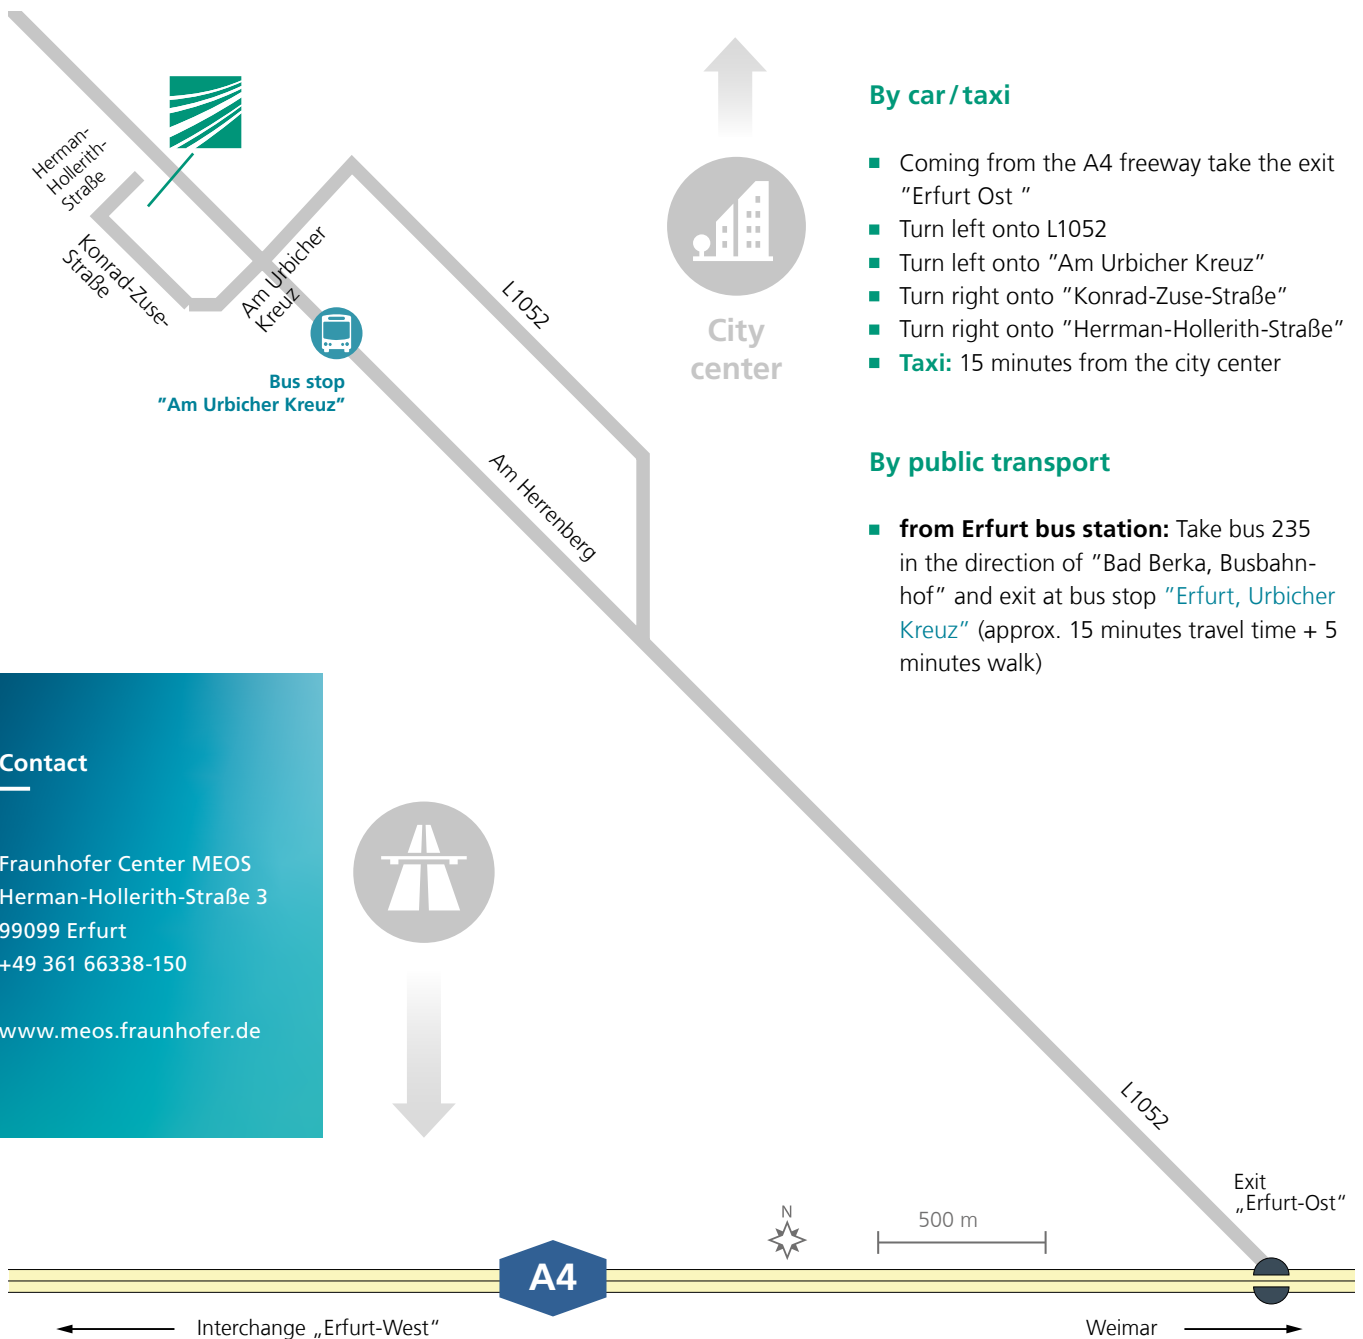 Herman-
Hollerith-
Straße
Konrad-Zuse-
Straße
Am Urbicher
Kreuz
Bus stop
"Am Urbicher Kreuz"
L1052
Am Herrenberg
City
center
By car/taxi
Coming from the A4 freeway take the exit
"Erfurt Ost "
Turn left onto L1052
Turn left onto "Am Urbicher Kreuz"
Turn right onto "Konrad-Zuse-Straße"
Turn right onto "Herrman-Hollerith-Straße"
Taxi: 15 minutes from the city center
By public transport
from Erfurt bus station: Take bus 235
in the direction of "Bad Berka, Busbahn-
hof" and exit at bus stop "Erfurt, Urbicher
Kreuz" (approx. 15 minutes travel time + 5
minutes walk)
Contact
Fraunhofer Center MEOS
Herman-Hollerith-Straße 3
99099 Erfurt
+49 361 66338-150
www.meos.fraunhofer.de
L1052
Exit
„Erfurt-Ost“
N
500 m
A4
Interchange „Erfurt-West“
Weimar